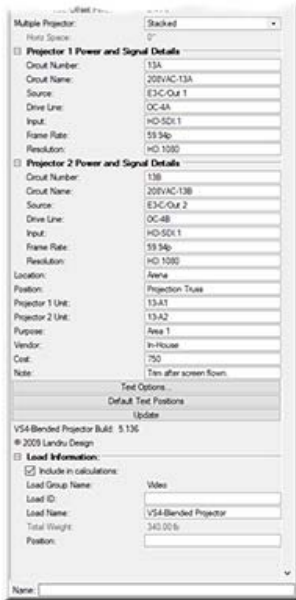 Multiple Projector: Stacked
Horiz Space: 0"
Projector 1 Power and Signal Details
Circuit Number: 13A
Circuit Name: 208VAC-13A
Source: E3-C/Out 1
Drive Line: OC-4A
Input: HD-SDI:1
Frame Rate: 59.94p
Resolution: HD:1080
Projector 2 Power and Signal Details
Circuit Number: 13B
Circuit Name: 208VAC-13B
Source: E3-C/Out 2
Drive Line: OC-4B
Input: HD-SDI:1
Frame Rate: 59.94p
Resolution: HD:1080
Location: Arena
Position: Projection Truss
Projector 1 Unit: 13-A1
Projector 2 Unit: 13-A2
Purpose: Area 1
Vendor: In-House
Cost: 750
Note: Trim after screen flown.
Text Options...
Default Text Positions
Update
VS4-Blended Projector Build: 5.136
© 2009 Landru Design
Load Information:
Include in calculations:
Load Group Name: Video
Load ID:
Load Name: VS4-Blended Projector
Total Weight: 340.00 lb
Position:
Name: